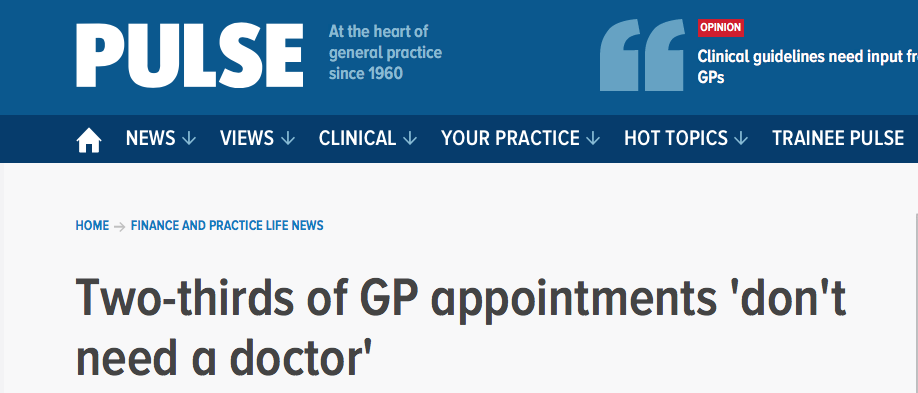 PULSE
At the heart of
general practice
since 1960
OPINION
Clinical guidelines need input
GPs
NEWS VIEWS CLINICAL YOUR PRACTICE HOT TOPICS TRAINEE PULSE
HOME → FINANCE AND PRACTICE LIFE NEWS
Two-thirds of GP appointments 'don't
need a doctor'